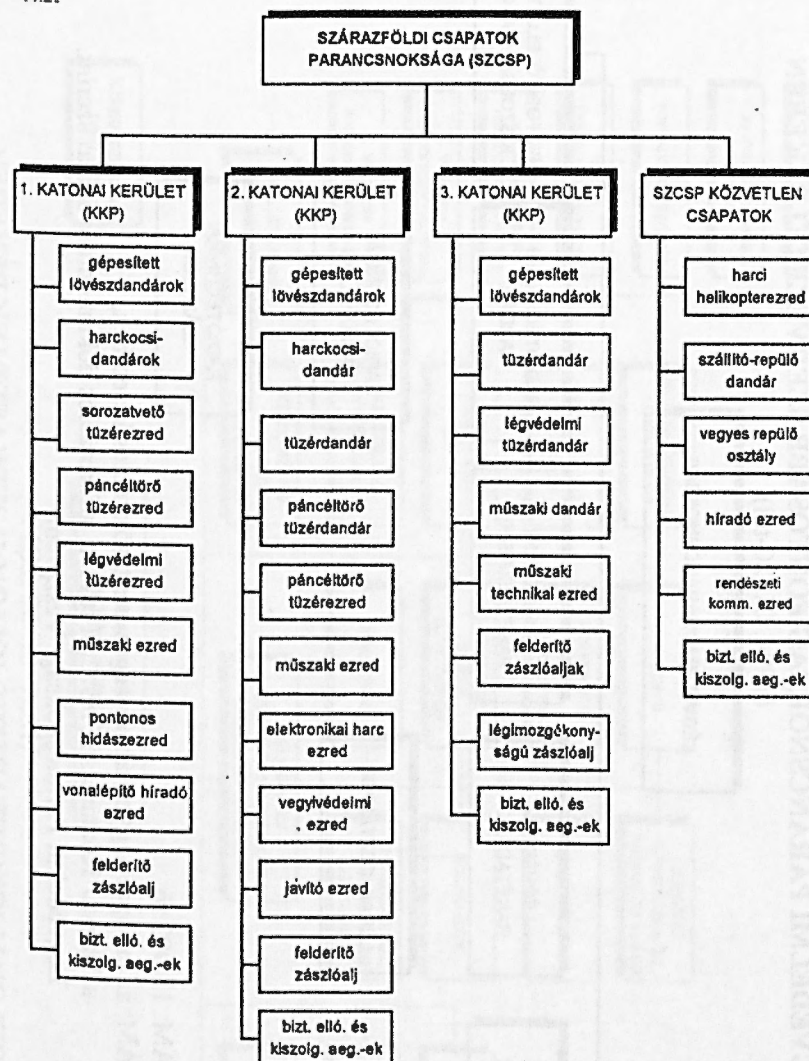 SZÁRAZFÖLDI CSAPATOK
PARANCSNOKSÁGA (SZCSP)
1. KATONAI KERÜLET
(KKP)
gépesített
lövészdandárok
harckocsi-
dandárok
sorozatvető
tüzérezred
páncéltörő
tüzérezred
légvédelmi
tüzérezred
műszaki ezred
pontonos
hidászezred
vonalépítő híradó
ezred
felderítő
zászlóalj
bizt. elló. és
kiszolg. aeg.-ek
2. KATONAI KERÜLET
(KKP)
gépesített
lövészdandárok
harckocsi-
dandár
tüzérdandár
páncéltörő
tüzérdandár
páncéltörő
tüzérezred
műszaki ezred
elektronikai harc
ezred
vegyivédelmi
ezred
javító ezred
felderítő
zászlóalj
bizt. elló. és
kiszolg. aeg.-ek
3. KATONAI KERÜLET
(KKP)
gépesített
lövészdandárok
tüzérdandár
légvédelmi
tüzérdandár
műszaki dandár
műszaki
technikai ezred
felderítő
zászlóaljak
légimozgékony-
ságú zászlóalj
bizt. elló. és
kiszolg. aeg.-ek
SZCSP KÖZVETLEN
CSAPATOK
harci
helikopterezred
szállító-repülő
dandár
vegyes repülő
osztály
híradó ezred
rendészeti
komm. ezred
bizt. elló. és
kiszolg. aeg.-ek